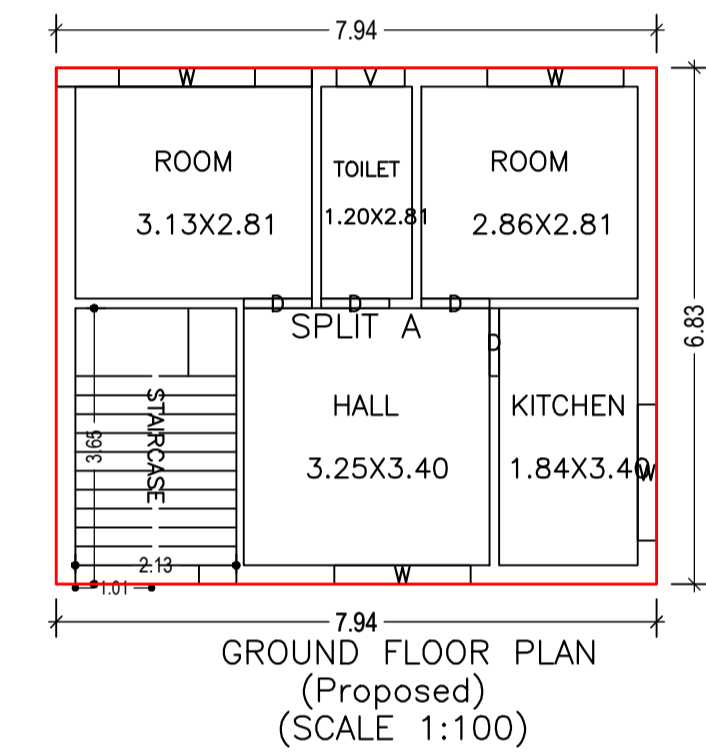 7.94
W
V
W
ROOM
TOILET
ROOM
3.13X2.81
1.20X2.81
2.86X2.81
D
D
D
SPLIT A
D
6.83
STAIRCASE
3.65
HALL
KITCHEN
3.25X3.40
1.84X3.40
W
2.13
1.01
W
7.94
GROUND FLOOR PLAN
(Proposed)
(SCALE 1:100)